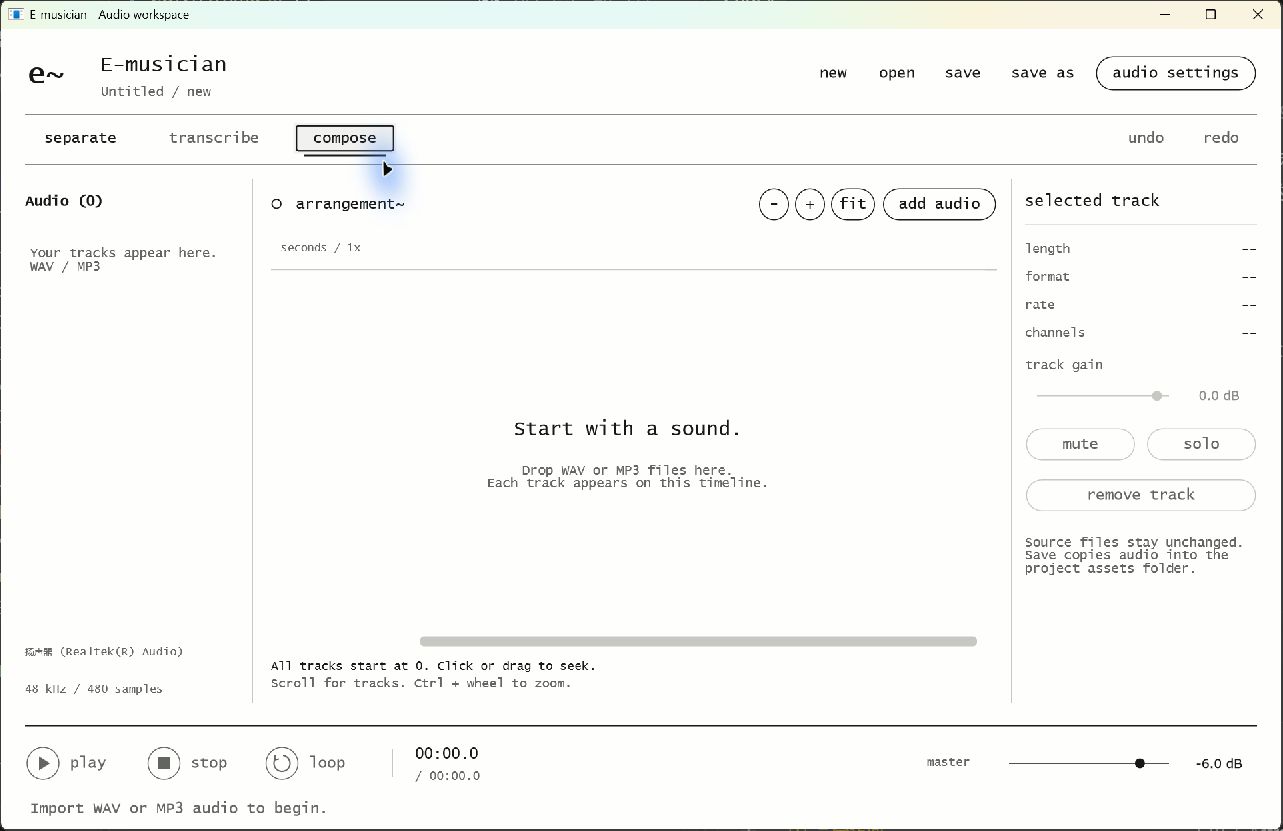 E-musician Audio workspace
e~
E-musician
Untitled / new
new open save save as audio settings
separate transcribe compose undo redo
Audio (0)
Your tracks appear here.
WAV / MP3
扬声器 (Realtek(R) Audio)
48 kHz / 480 samples
arrangement~
- + fit add audio
seconds / 1x
Start with a sound.
Drop WAV or MP3 files here.
Each track appears on this timeline.
All tracks start at 0. Click or drag to seek.
Scroll for tracks. Ctrl + wheel to zoom.
selected track
length --
format --
rate --
channels --
track gain
0.0 dB
mute solo
remove track
Source files stay unchanged.
Save copies audio into the
project assets folder.
play stop loop
00:00.0
/ 00:00.0
master -6.0 dB
Import WAV or MP3 audio to begin.